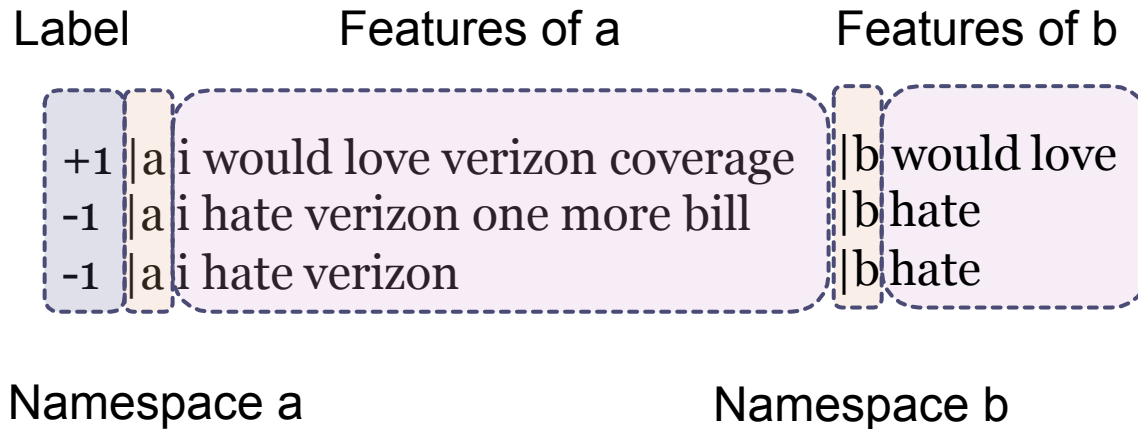 Label Features of a Features of b
+1 |a i would love verizon coverage |b would love
-1 |a i hate verizon one more bill |b hate
-1 |a i hate verizon |b hate
Namespace a Namespace b